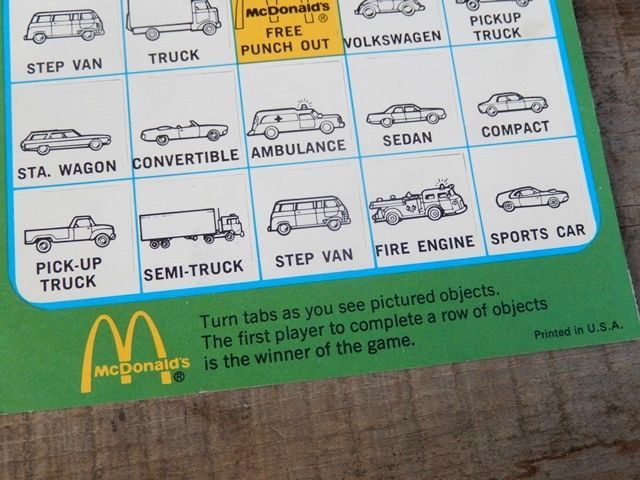 McDonald's
®
FREE
PUNCH OUT
STEP VAN
TRUCK
VOLKSWAGEN
PICKUP
TRUCK
STA. WAGON
CONVERTIBLE
AMBULANCE
SEDAN
COMPACT
PICK-UP
TRUCK
SEMI-TRUCK
STEP VAN
FIRE ENGINE
SPORTS CAR
McDonald's
®
Turn tabs as you see pictured objects.
The first player to complete a row of objects
is the winner of the game.
Printed in U.S.A.